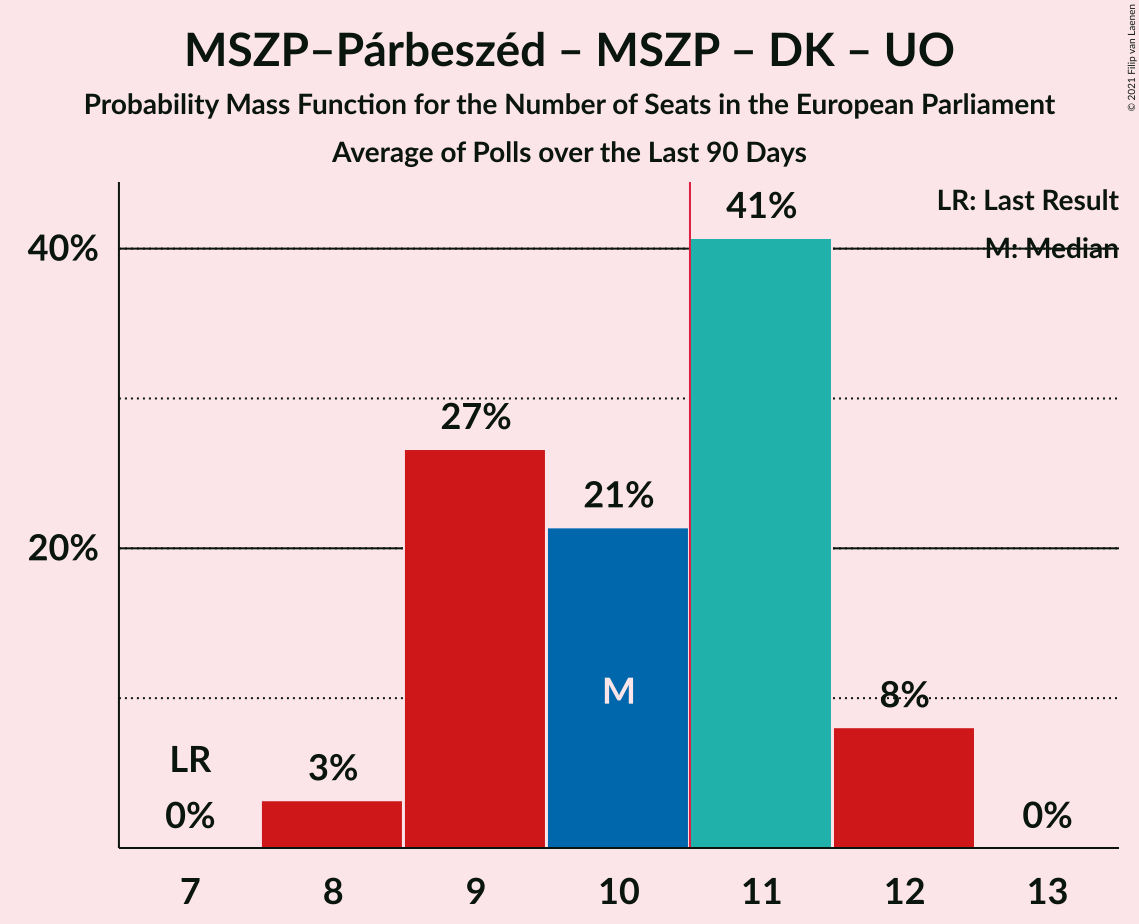 MSZP–Párbeszéd – MSZP – DK – UO
Probability Mass Function for the Number of Seats in the European Parliament
Average of Polls over the Last 90 Days
© 2021 Filip van Laenen
LR: Last Result
M: Median
40%
20%
LR
0%
3%
27%
21%
M
41%
8%
0%
7
8
9
10
11
12
13